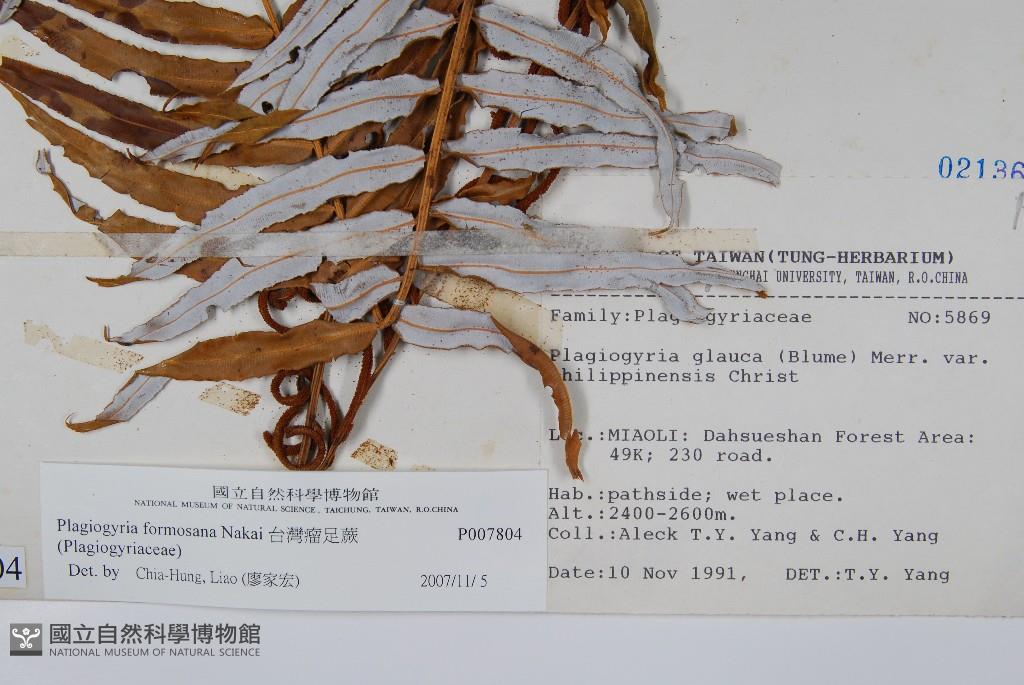 02136
OF TAIWAN(TUNG-HERBARIUM)
UNIVERSITY, TAIWAN, R.O.CHINA
Family:Plagiogyriaceae NO:5869
Plagiogyria glauca (Blume) Merr. var.
hilippinensis Christ
Loc.:MIAOLI: Dahsueshan Forest Area:
49K; 230 road.
Hab.:pathside; wet place.
Alt.:2400-2600m.
Coll.:Aleck T.Y. Yang & C.H. Yang
Date:10 Nov 1991, DET.:T.Y. Yang
國立自然科學博物館
NATIONAL MUSEUM OF NATURAL SCIENCE, TAICHUNG, TAIWAN, R.O.CHINA
Plagiogyria formosana Nakai 台灣瘤足蕨 P007804
(Plagiogyriaceae)
Det. by Chia-Hung, Liao (廖家宏) 2007/11/ 5
04
國立自然科學博物館
NATIONAL MUSEUM OF NATURAL SCIENCE